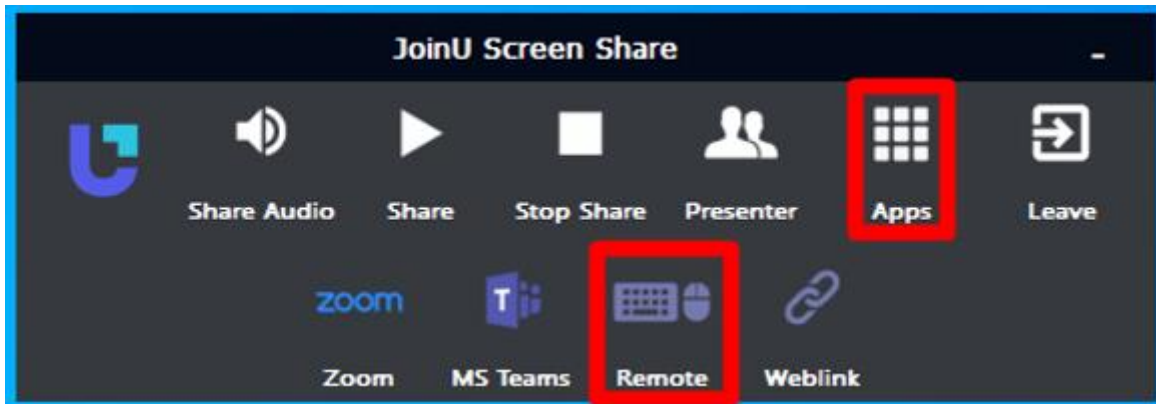 JoinU Screen Share
Share Audio Share Stop Share Presenter Apps Leave
zoom T
Zoom MS Teams Remote Weblink